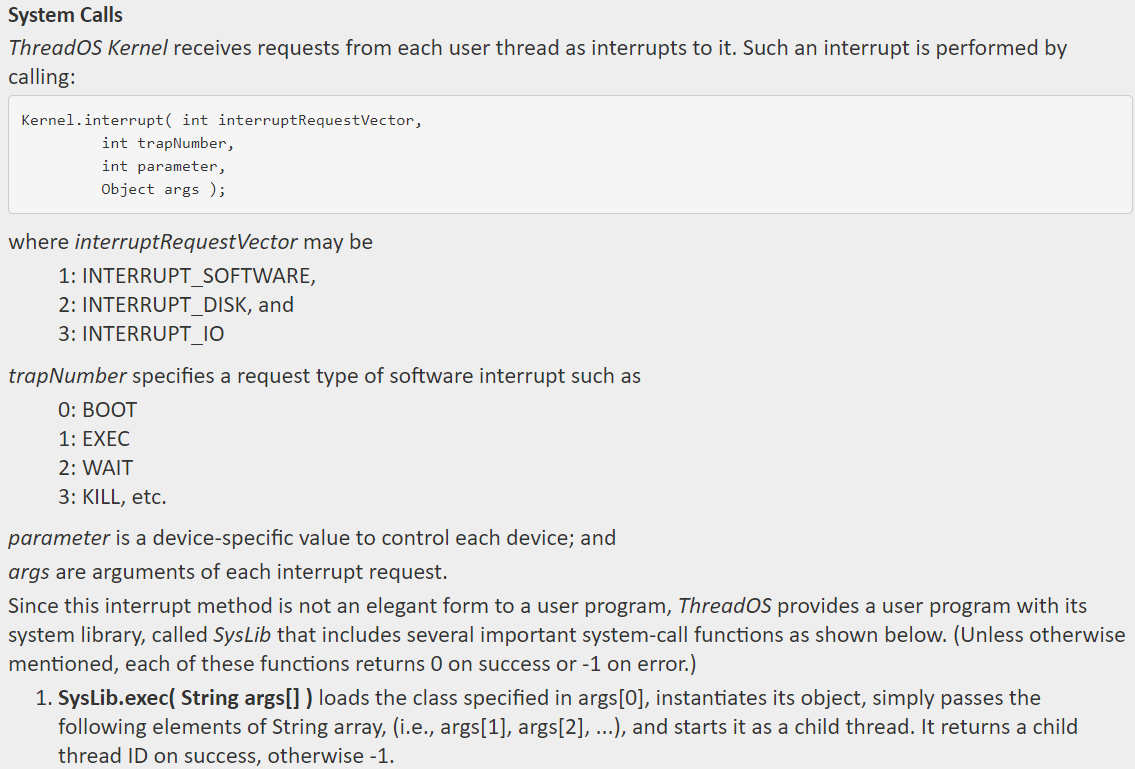 System Calls
ThreadOS Kernel receives requests from each user thread as interrupts to it. Such an interrupt is performed by
calling:
Kernel.interrupt( int interruptRequestVector,
        int trapNumber,
        int parameter,
        Object args );
where interruptRequestVector may be
1: INTERRUPT_SOFTWARE,
2: INTERRUPT_DISK, and
3: INTERRUPT_IO
trapNumber specifies a request type of software interrupt such as
0: BOOT
1: EXEC
2: WAIT
3: KILL, etc.
parameter is a device-specific value to control each device; and
args are arguments of each interrupt request.
Since this interrupt method is not an elegant form to a user program, ThreadOS provides a user program with its
system library, called SysLib that includes several important system-call functions as shown below. (Unless otherwise
mentioned, each of these functions returns 0 on success or -1 on error.)
1. SysLib.exec( String args[] ) loads the class specified in args[0], instantiates its object, simply passes the
following elements of String array, (i.e., args[1], args[2], ...), and starts it as a child thread. It returns a child
thread ID on success, otherwise -1.